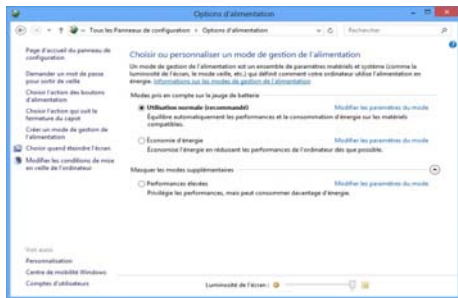 Options d'alimentation
Tous les Panneaux de configuration
Options d'alimentation
Rechercher
Page d'accueil du panneau de
configuration
Demander un mot de passe
pour sortir de veille
Choisir l'action des boutons
d'alimentation
Choisir l'action qui suit la
fermeture du capot
Créer un mode de gestion de
l'alimentation
Choisir quand éteindre l'écran
Modifier les conditions de mise
en veille de l'ordinateur
Voir aussi
Personnalisation
Centre de mobilité Windows
Comptes d'utilisateurs
Choisir ou personnaliser un mode de gestion de l'alimentation
Un mode de gestion de l'alimentation est un ensemble de paramètres matériels et système (comme la
luminosité de l'écran, le mode veille, etc.) qui définit comment votre ordinateur utilise l'alimentation en
énergie. Informations sur les modes de gestion de l'alimentation
Modes pris en compte sur la jauge de batterie
Utilisation normale (recommandé) Modifier les paramètres du mode
Équilibre automatiquement les performances et la consommation d'énergie sur les matériels
compatibles.
Économie d'énergie Modifier les paramètres du mode
Économise l'énergie en réduisant les performances de l'ordinateur dès que possible.
Masquer les modes supplémentaires
Performances élevées Modifier les paramètres du mode
Privilégie les performances, mais peut consommer davantage d'énergie.
Luminosité de l'écran :